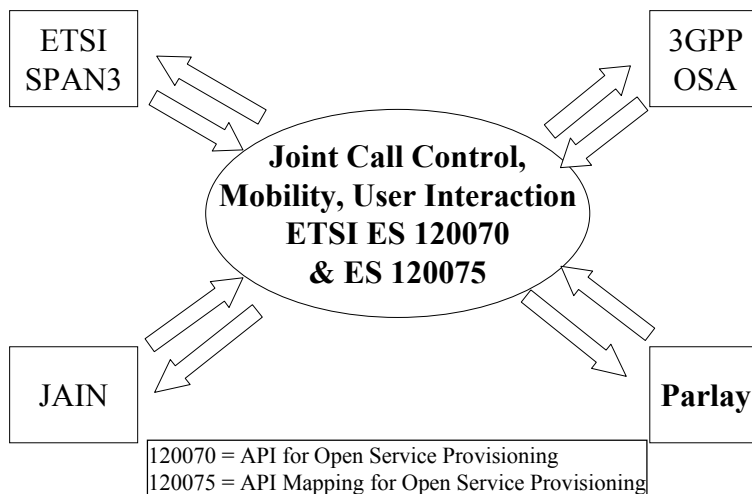 ETSI
SPAN3
3GPP
OSA
Joint Call Control,
Mobility, User Interaction
ETSI ES 120070
& ES 120075
JAIN
Parlay
120070 = API for Open Service Provisioning
120075 = API Mapping for Open Service Provisioning